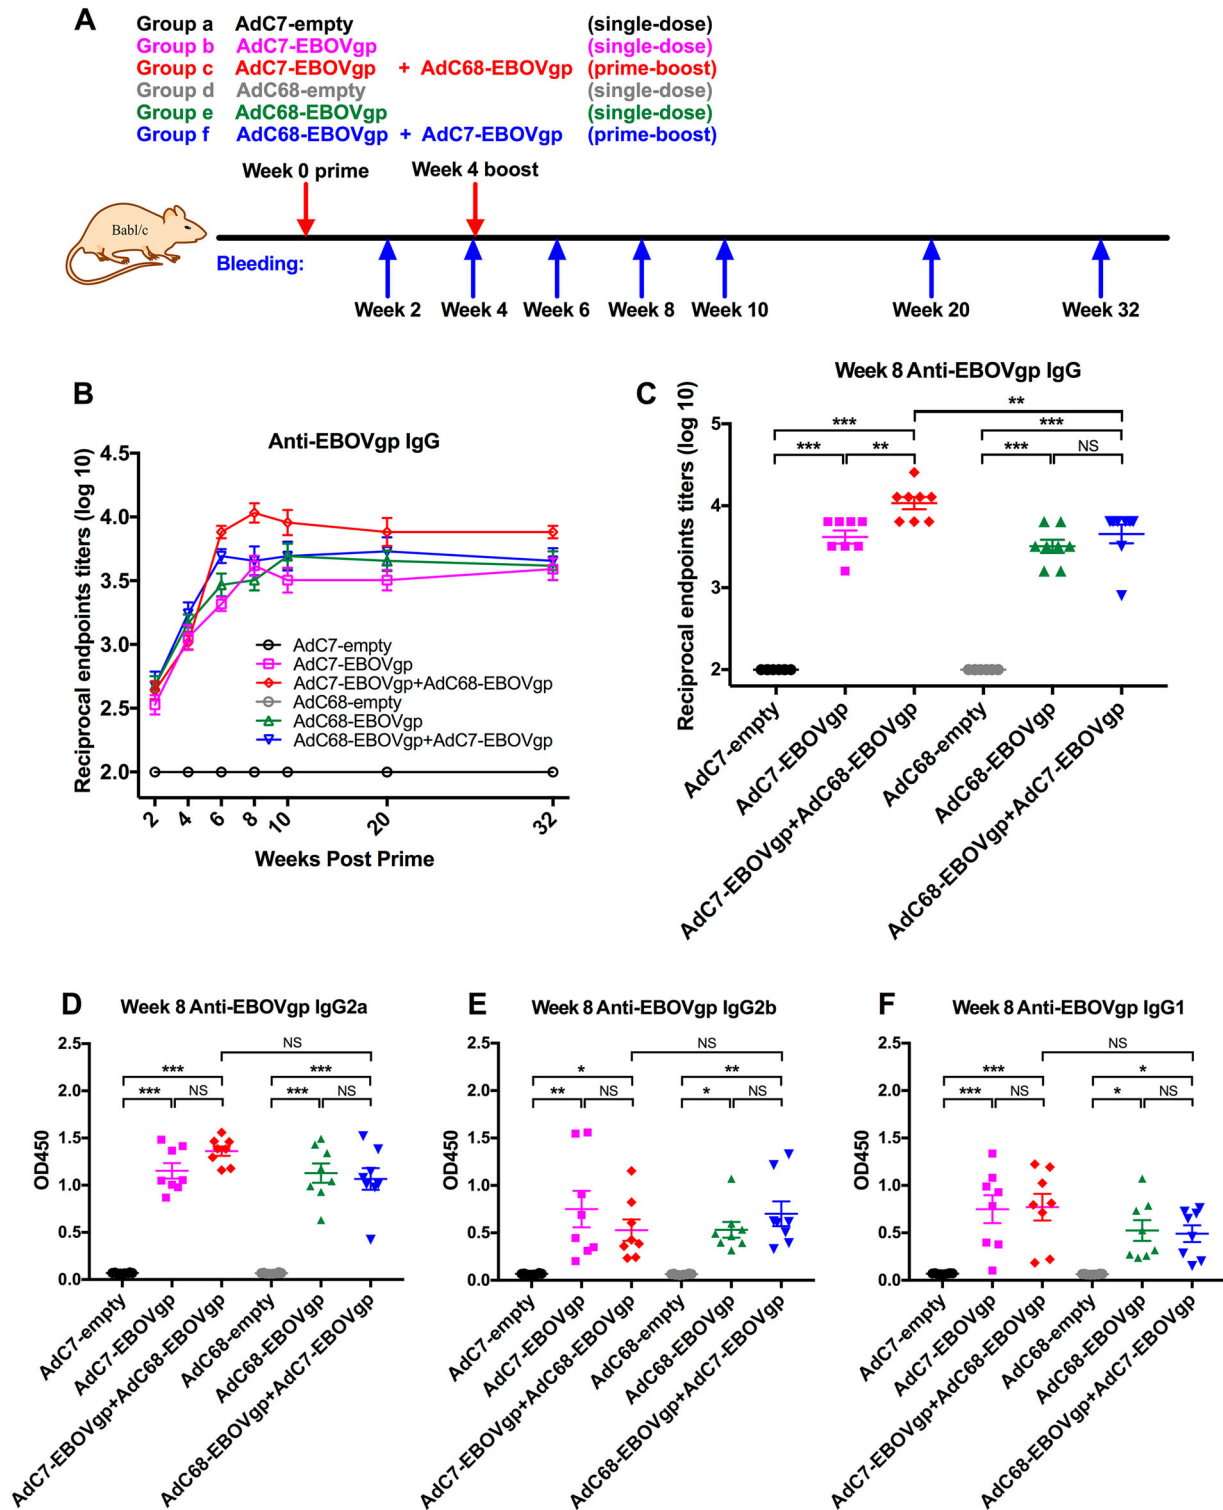 A
Group a AdC7-empty (single-dose)
Group b AdC7-EBOVgp (single-dose)
Group c AdC7-EBOVgp + AdC68-EBOVgp (prime-boost)
Group d AdC68-empty (single-dose)
Group e AdC68-EBOVgp (single-dose)
Group f AdC68-EBOVgp + AdC7-EBOVgp (prime-boost)
Week 0 prime Week 4 boost
Babl/c
Bleeding:
Week 2 Week 4 Week 6 Week 8 Week 10 Week 20 Week 32
B
Anti-EBOVgp IgG
Reciprocal endpoints titers (log 10)
4.5
4.0
3.5
3.0
2.5
2.0
AdC7-empty
AdC7-EBOVgp
AdC7-EBOVgp+AdC68-EBOVgp
AdC68-empty
AdC68-EBOVgp
AdC68-EBOVgp+AdC7-EBOVgp
2 4 6 8 10 20 32
Weeks Post Prime
C
Week 8 Anti-EBOVgp IgG
Reciprocal endpoints titers (log 10)
5
4
3
2
**
*** ***
*** ** *** NS
AdC7-empty
AdC7-EBOVgp
AdC7-EBOVgp+AdC68-EBOVgp
AdC68-empty
AdC68-EBOVgp
AdC68-EBOVgp+AdC7-EBOVgp
D
Week 8 Anti-EBOVgp IgG2a
OD450
2.5
2.0
1.5
1.0
0.5
0.0
NS
*** ***
*** NS *** NS
AdC7-empty
AdC7-EBOVgp
AdC7-EBOVgp+AdC68-EBOVgp
AdC68-empty
AdC68-EBOVgp
AdC68-EBOVgp+AdC7-EBOVgp
E
Week 8 Anti-EBOVgp IgG2b
OD450
2.5
2.0
1.5
1.0
0.5
0.0
NS
* **
** NS * NS
AdC7-empty
AdC7-EBOVgp
AdC7-EBOVgp+AdC68-EBOVgp
AdC68-empty
AdC68-EBOVgp
AdC68-EBOVgp+AdC7-EBOVgp
F
Week 8 Anti-EBOVgp IgG1
OD450
2.5
2.0
1.5
1.0
0.5
0.0
NS
*** *
*** NS * NS
AdC7-empty
AdC7-EBOVgp
AdC7-EBOVgp+AdC68-EBOVgp
AdC68-empty
AdC68-EBOVgp
AdC68-EBOVgp+AdC7-EBOVgp